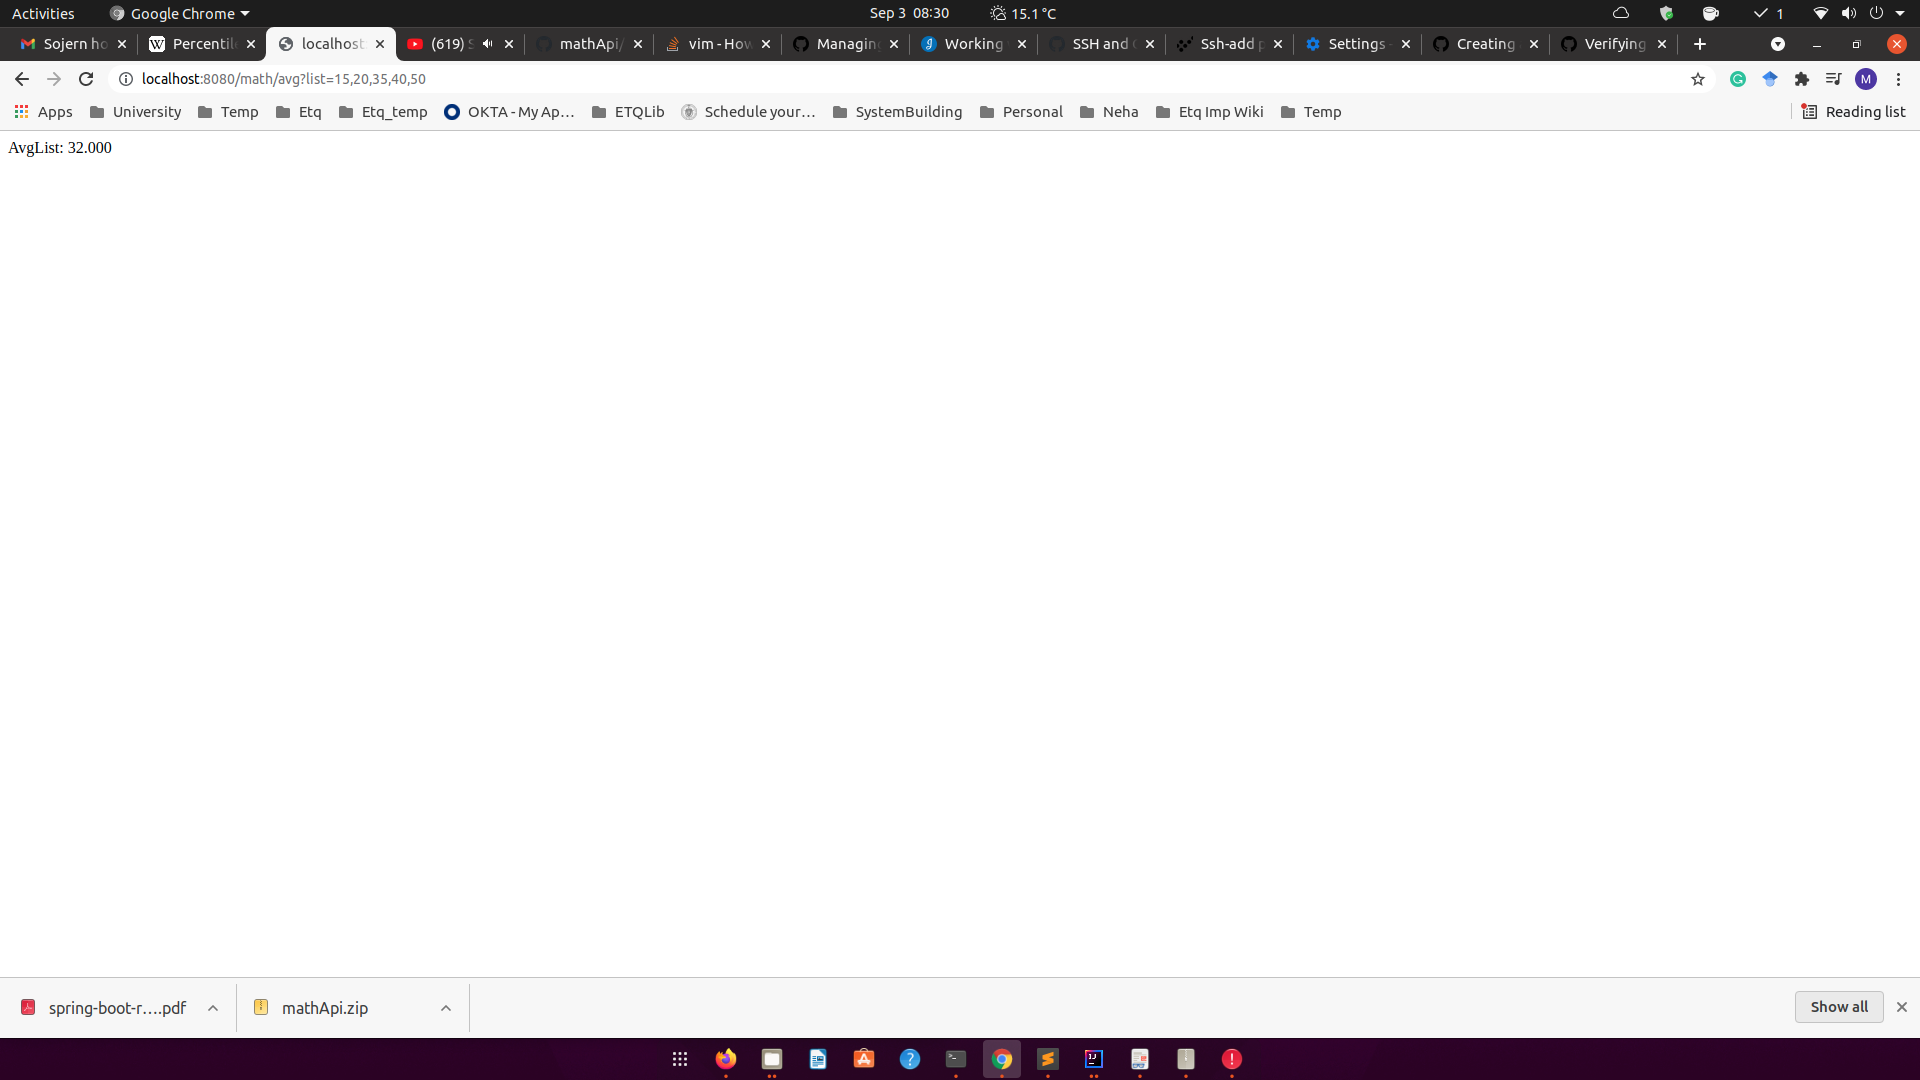 Activities Google Chrome Sep 3 08:30 15.1 °C 1
Sojern ho Percentile localhost (619) S mathApi/ vim - How Managing Working SSH and Ssh-add p Settings - Creating Verifying
localhost:8080/math/avg?list=15,20,35,40,50 M
Apps University Temp Etq Etq_temp OKTA - My Ap... ETQLib Schedule your... SystemBuilding Personal Neha Etq Imp Wiki Temp Reading list
AvgList: 32.000
spring-boot-r....pdf mathApi.zip Show all